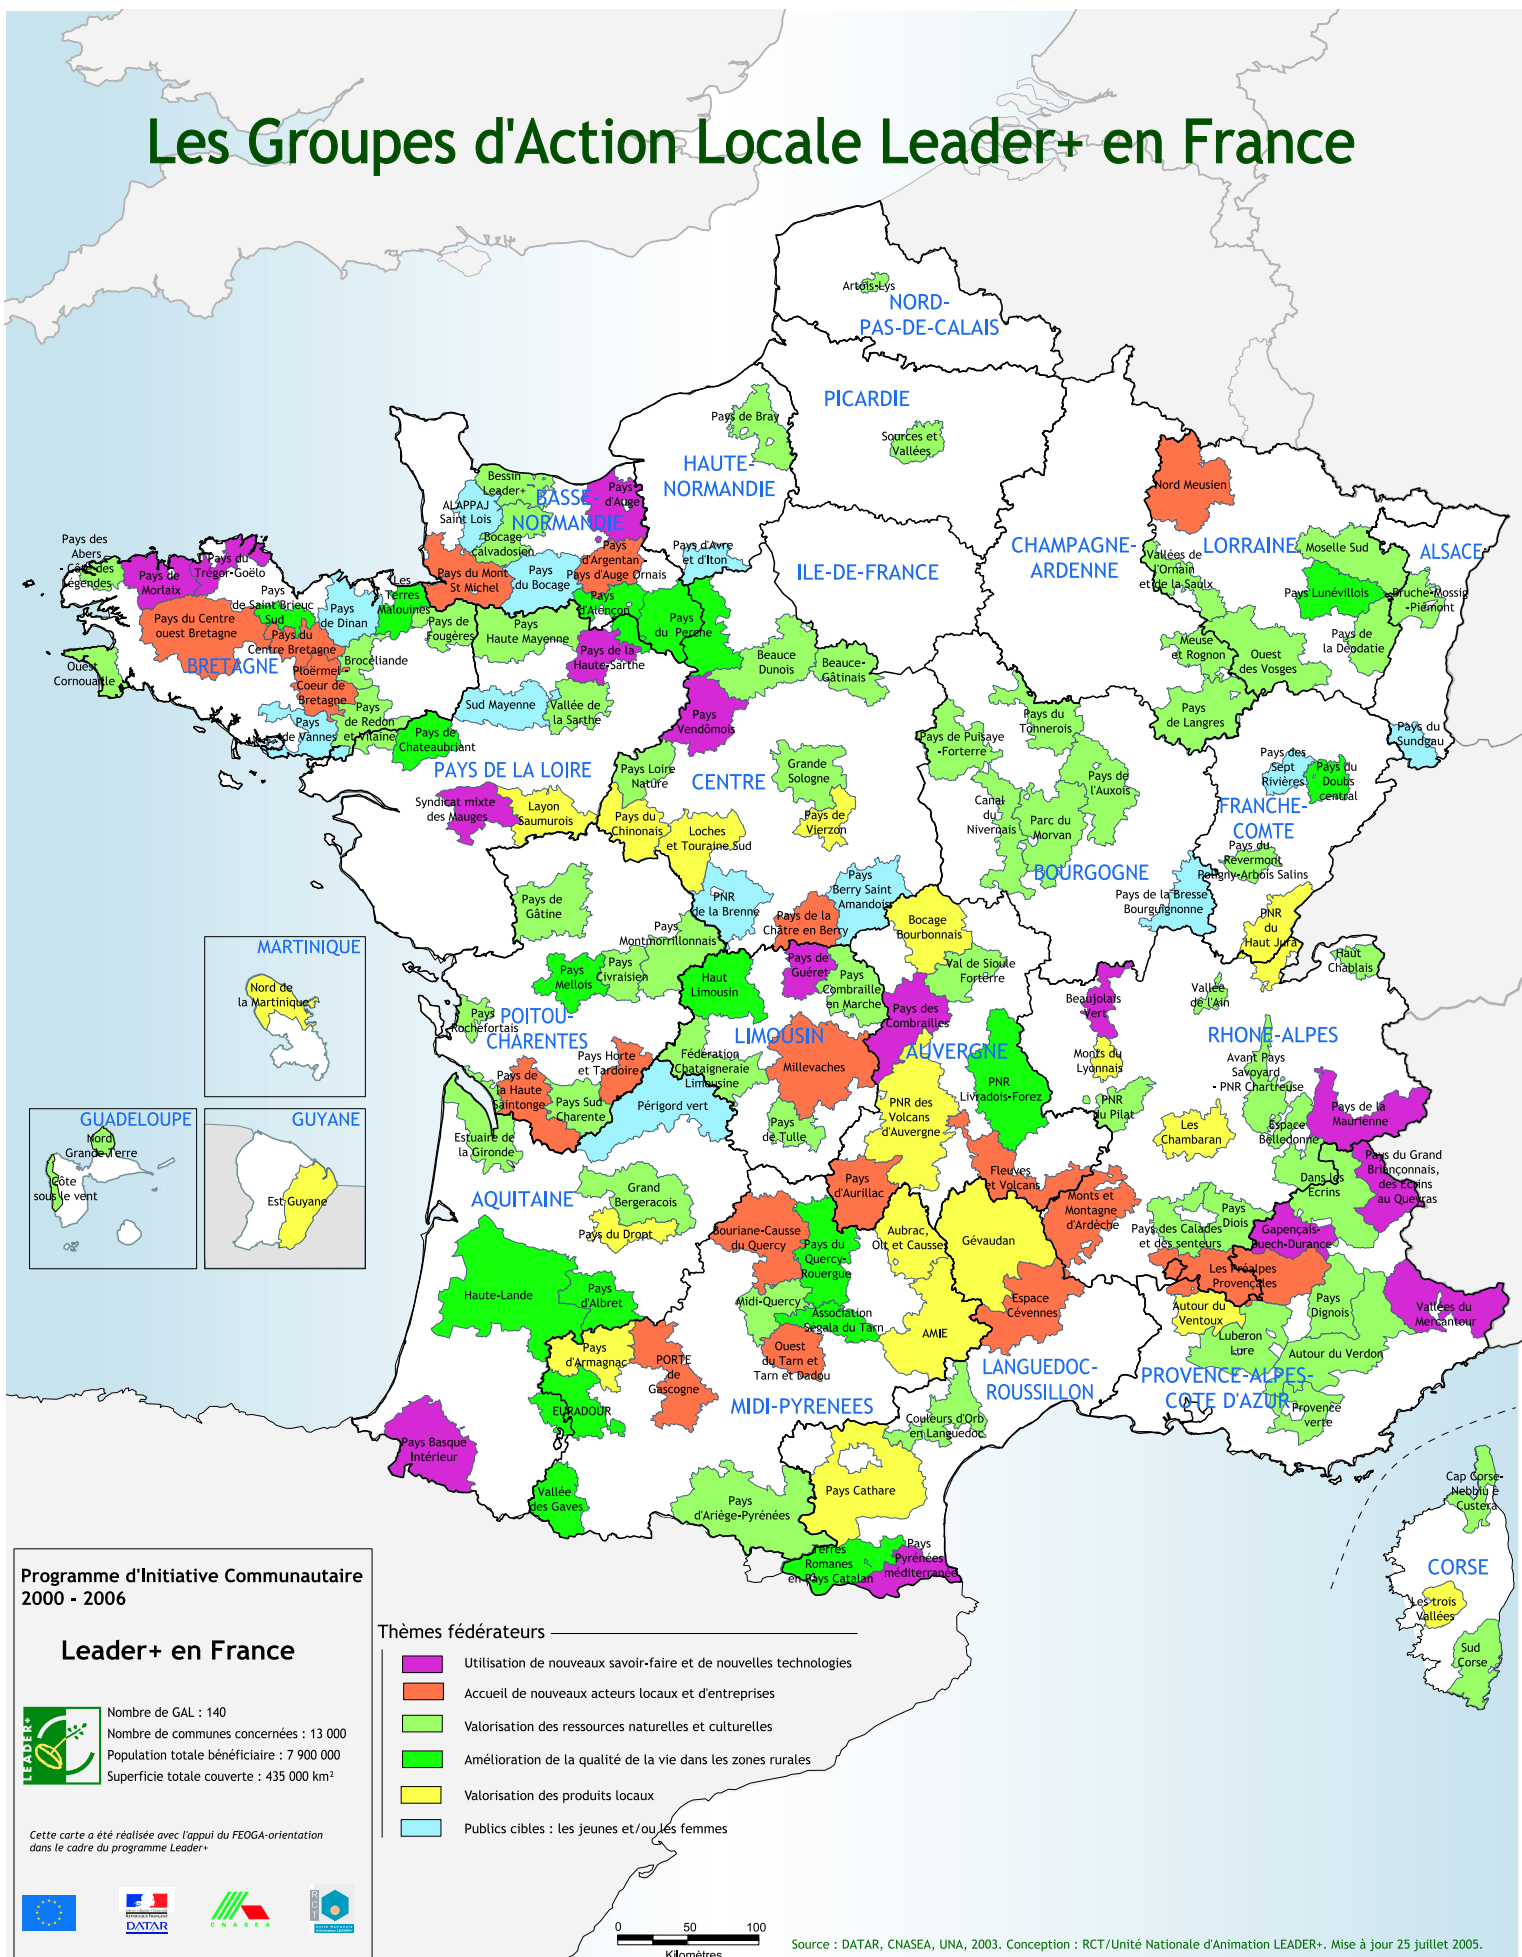 Les Groupes d'Action Locale Leader+ en France
Artois-Lys
NORD-
PAS-DE-CALAIS
PICARDIE
Pays de Bray
Sources et
Vallées
HAUTE-
NORMANDIE
Bessin
Leader+
BASSE-
NORMANDIE
Pays
d'Auge
ALAPPAJ
Saint Lois
Bocage
calvadosien
Pays
d'Argentan -
Pays d'Auge Ornais
Pays du Mont
St Michel
Pays
du Bocage
Pays
d'Alençon
Pays d'Avre
et d'Iton
Pays
du Perche
ILE-DE-FRANCE
CHAMPAGNE-
ARDENNE
Nord Meusien
LORRAINE
Vallées de
l'Ornain
et de la Saulx
Moselle Sud
Pays Lunévillois
ALSACE
Bruche-Mossig
-Piémont
Pays de
la Déodatie
Meuse
et Rognon
Ouest
des Vosges
Pays
de Langres
Pays du
Sundgau
Pays des
Abers
- Côte des
Légendes
Pays de
Morlaix
Pays du
Trégor-Goëlo
Pays
de Saint Brieuc
Sud
Pays du Centre
ouest Bretagne
Pays du
Centre Bretagne
Pays
de Dinan
Les
Terres
Malouines
Pays de
Fougères
Brocéliande
BRETAGNE
Ploërmel -
Coeur de
Bretagne
Ouest
Cornouaille
Pays
de Vannes
Pays
de Redon
et Vilaine
Pays de
Chateaubriant
Pays
Haute Mayenne
Pays de la
Haute-Sarthe
Sud Mayenne
Vallée de
la Sarthe
PAYS DE LA LOIRE
Syndicat mixte
des Mauges
Layon
Saumurois
Beauce
Dunois
Beauce-
Gâtinais
Pays
Vendômois
Pays Loire
Nature
CENTRE
Grande
Sologne
Pays du
Chinonais
Loches
et Touraine Sud
Pays de
Vierzon
PNR
de la Brenne
Pays
Berry Saint
Amandois
Pays de la
Châtre en Berry
Pays de Puisaye
-Forterre
Pays du
Tonnerois
Pays de
l'Auxois
Canal
du
Nivernais
Parc du
Morvan
BOURGOGNE
Pays de la Bresse
Bourguignonne
Pays des
Sept
Rivières
Pays du
Doubs
central
FRANCHE-
COMTE
Pays du
Revermont
Poligny-Arbois Salins
PNR
du
Haut Jura
Pays de
Gâtine
Pays
Montmorrillonnais
Pays
Civraisien
Pays
Mellois
Pays
Rochefortais
POITOU-
CHARENTES
Pays Horte
et Tardoire
Pays de
la Haute
Saintonge
Pays Sud
Charente
Haut
Limousin
Pays de
Guéret
Pays
Combraille
en Marche
LIMOUSIN
Fédération
Chataigneraie
Limousine
Millevaches
Pays
de Tulle
Bocage
Bourbonnais
Val de Sioule
Forterre
Pays des
Combrailles
AUVERGNE
PNR
Livradois-Forez
PNR des
Volcans
d'Auvergne
Pays
d'Aurillac
Fleuves
et Volcans
Beaujolais
Vert
Monts du
Lyonnais
PNR
du Pilat
Vallée
de l'Ain
Haut
Chablais
RHONE-ALPES
Avant Pays
Savoyard
- PNR Chartreuse
Les
Chambaran
Espace
Belledonne
Pays de la
Maurienne
Pays du Grand
Briançonnais,
des Ecrins
au Queyras
Dans les
Ecrins
Monts et
Montagne
d'Ardèche
Pays
Diois
Pays des Calades
et des senteurs
Gapençais-
Buech-Durance
Les Préalpes
Provençales
Autour du
Ventoux
Pays
Dignois
Luberon
Lure
Autour du Verdon
Vallées du
Mercantour
PROVENCE-ALPES-
COTE D'AZUR
Provence
verte
Estuaire de
la Gironde
Périgord vert
AQUITAINE
Grand
Bergeracois
Pays du Dropt
Haute-Lande
Pays
d'Albret
Pays Basque
Intérieur
Vallée
des Gaves
EURADOUR
Pays
d'Armagnac
PORTE
de
Gascogne
Bouriane-Causse
du Quercy
Pays du
Quercy-
Rouergue
Midi-Quercy
Association
Ségala du Tarn
Ouest
du Tarn et
Tarn et Dadou
Aubrac,
Olt et Causses
AMIE
MIDI-PYRENEES
Pays
d'Ariège-Pyrénées
Gévaudan
Espace
Cévennes
LANGUEDOC-
ROUSSILLON
Couleurs d'Orb
en Languedoc
Pays Cathare
Terres
Romanes
en Pays Catalan
Pays
Pyrénées
méditerranée
Cap Corse-
Nebbiu e
Custera
CORSE
Les trois
Vallées
Sud
Corse
MARTINIQUE
Nord de
la Martinique
GUADELOUPE
Nord
Grande Terre
Côte
sous le vent
GUYANE
Est Guyane
Programme d'Initiative Communautaire
2000 - 2006
Leader+ en France
LEADER+
Nombre de GAL : 140
Nombre de communes concernées : 13 000
Population totale bénéficiaire : 7 900 000
Superficie totale couverte : 435 000 km²
Cette carte a été réalisée avec l'appui du FEOGA-orientation
dans le cadre du programme Leader+
DATAR
CNASEA
RCT
Thèmes fédérateurs
Utilisation de nouveaux savoir-faire et de nouvelles technologies
Accueil de nouveaux acteurs locaux et d'entreprises
Valorisation des ressources naturelles et culturelles
Amélioration de la qualité de la vie dans les zones rurales
Valorisation des produits locaux
Publics cibles : les jeunes et/ou les femmes
0 50 100
Kilomètres
Source : DATAR, CNASEA, UNA, 2003. Conception : RCT/Unité Nationale d'Animation LEADER+. Mise à jour 25 juillet 2005.